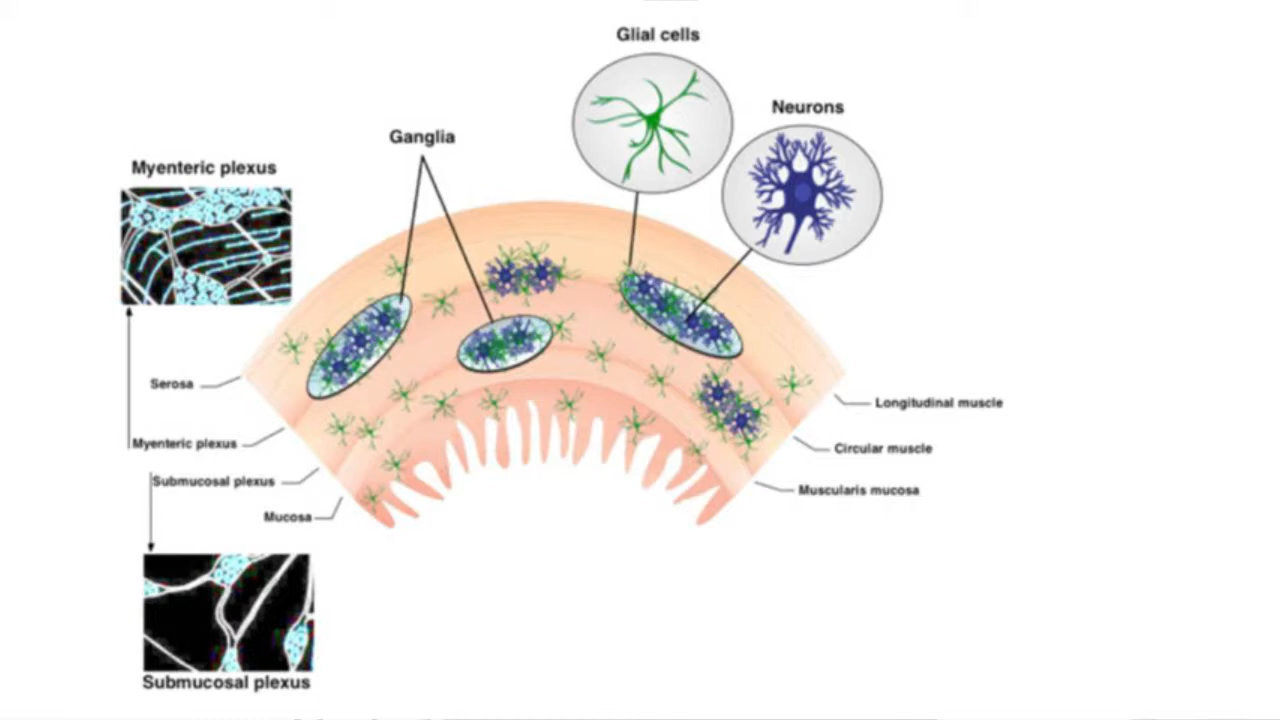 Glial cells
Neurons
Ganglia
Myenteric plexus
Serosa
Longitudinal muscle
Myenteric plexus
Circular muscle
Submucosal plexus
Muscularis mucosa
Mucosa
Submucosal plexus